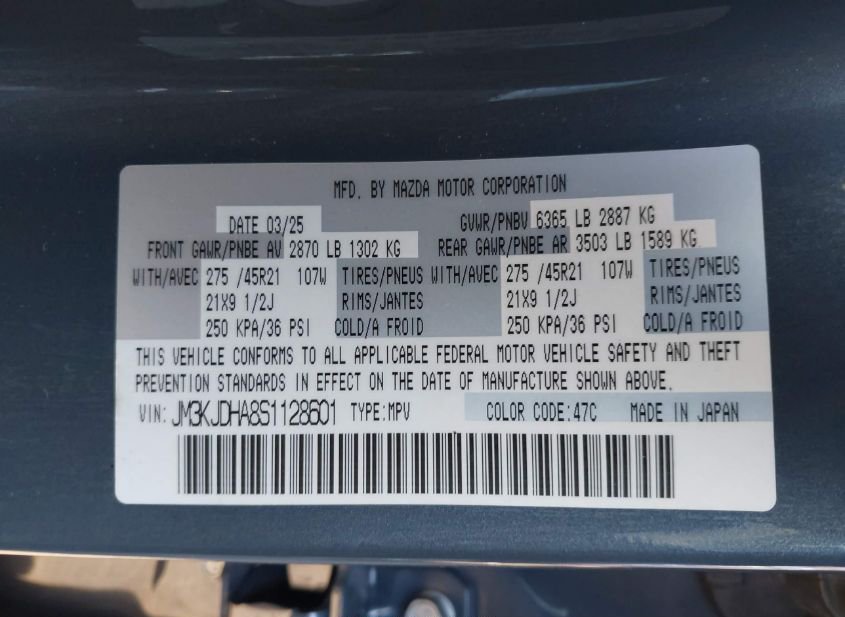 MFD. BY MAZDA MOTOR CORPORATION
DATE 03/25 GVWR/PNBV 6365 LB 2887 KG
FRONT GAWR/PNBE AV 2870 LB 1302 KG REAR GAWR/PNBE AR 3503 LB 1589 KG
WITH/AVEC 275 /45R21 107W TIRES/PNEUS WITH/AVEC 275 /45R21 107W TIRES/PNEUS
21X9 1/2J RIMS/JANTES 21X9 1/2J RIMS/JANTES
250 KPA/36 PSI COLD/A FROID 250 KPA/36 PSI COLD/A FROID
THIS VEHICLE CONFORMS TO ALL APPLICABLE FEDERAL MOTOR VEHICLE SAFETY AND THEFT
PREVENTION STANDARDS IN EFFECT ON THE DATE OF MANUFACTURE SHOWN ABOVE.
VIN: JM3KJDHA8S1128601 TYPE:MPV COLOR CODE:47C MADE IN JAPAN